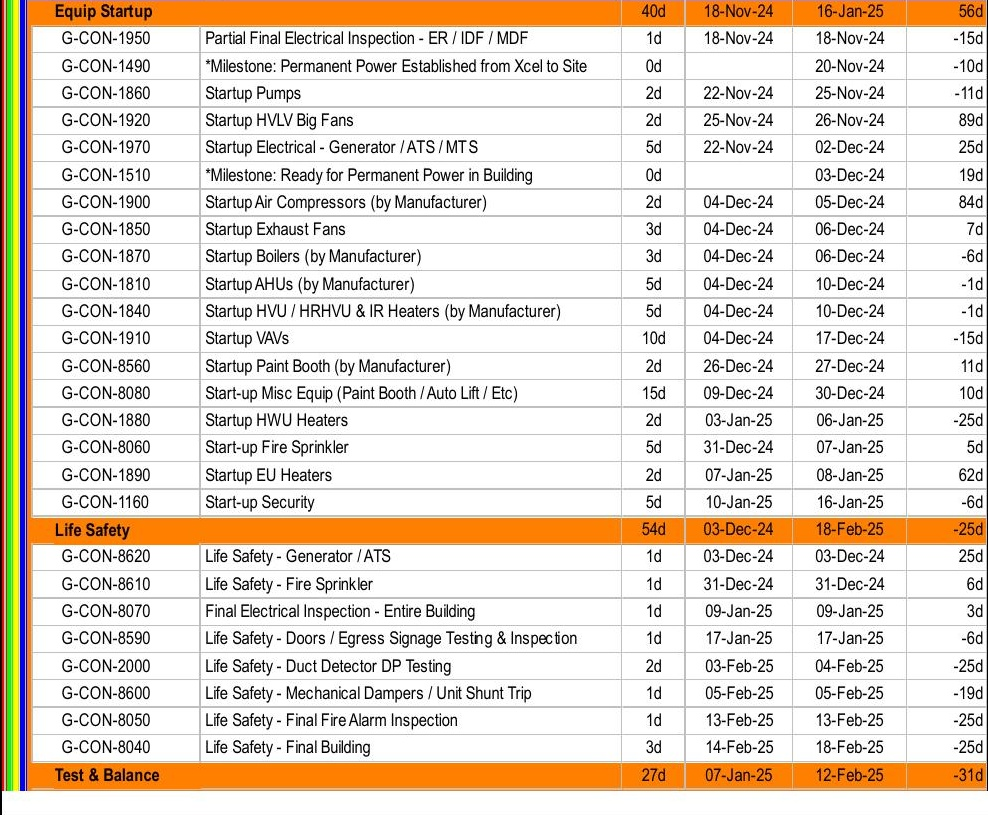 Equip Startup 40d 18-Nov-24 16-Jan-25 56d
G-CON-1950 Partial Final Electrical Inspection - ER / IDF / MDF 1d 18-Nov-24 18-Nov-24 -15d
G-CON-1490 *Milestone: Permanent Power Established from Xcel to Site 0d 20-Nov-24 -10d
G-CON-1860 Startup Pumps 2d 22-Nov-24 25-Nov-24 -11d
G-CON-1920 Startup HVLV Big Fans 2d 25-Nov-24 26-Nov-24 89d
G-CON-1970 Startup Electrical - Generator / ATS / MTS 5d 22-Nov-24 02-Dec-24 25d
G-CON-1510 *Milestone: Ready for Permanent Power in Building 0d 03-Dec-24 19d
G-CON-1900 Startup Air Compressors (by Manufacturer) 2d 04-Dec-24 05-Dec-24 84d
G-CON-1850 Startup Exhaust Fans 3d 04-Dec-24 06-Dec-24 7d
G-CON-1870 Startup Boilers (by Manufacturer) 3d 04-Dec-24 06-Dec-24 -6d
G-CON-1810 Startup AHUs (by Manufacturer) 5d 04-Dec-24 10-Dec-24 -1d
G-CON-1840 Startup HVU / HRHVU & IR Heaters (by Manufacturer) 5d 04-Dec-24 10-Dec-24 -1d
G-CON-1910 Startup VAVs 10d 04-Dec-24 17-Dec-24 -15d
G-CON-8560 Startup Paint Booth (by Manufacturer) 2d 26-Dec-24 27-Dec-24 11d
G-CON-8080 Start-up Misc Equip (Paint Booth / Auto Lift / Etc) 15d 09-Dec-24 30-Dec-24 10d
G-CON-1880 Startup HWU Heaters 2d 03-Jan-25 06-Jan-25 -25d
G-CON-8060 Start-up Fire Sprinkler 5d 31-Dec-24 07-Jan-25 5d
G-CON-1890 Startup EU Heaters 2d 07-Jan-25 08-Jan-25 62d
G-CON-1160 Start-up Security 5d 10-Jan-25 16-Jan-25 -6d
Life Safety 54d 03-Dec-24 18-Feb-25 -25d
G-CON-8620 Life Safety - Generator / ATS 1d 03-Dec-24 03-Dec-24 25d
G-CON-8610 Life Safety - Fire Sprinkler 1d 31-Dec-24 31-Dec-24 6d
G-CON-8070 Final Electrical Inspection - Entire Building 1d 09-Jan-25 09-Jan-25 3d
G-CON-8590 Life Safety - Doors / Egress Signage Testing & Inspection 1d 17-Jan-25 17-Jan-25 -6d
G-CON-2000 Life Safety - Duct Detector DP Testing 2d 03-Feb-25 04-Feb-25 -25d
G-CON-8600 Life Safety - Mechanical Dampers / Unit Shunt Trip 1d 05-Feb-25 05-Feb-25 -19d
G-CON-8050 Life Safety - Final Fire Alarm Inspection 1d 13-Feb-25 13-Feb-25 -25d
G-CON-8040 Life Safety - Final Building 3d 14-Feb-25 18-Feb-25 -25d
Test & Balance 27d 07-Jan-25 12-Feb-25 -31d